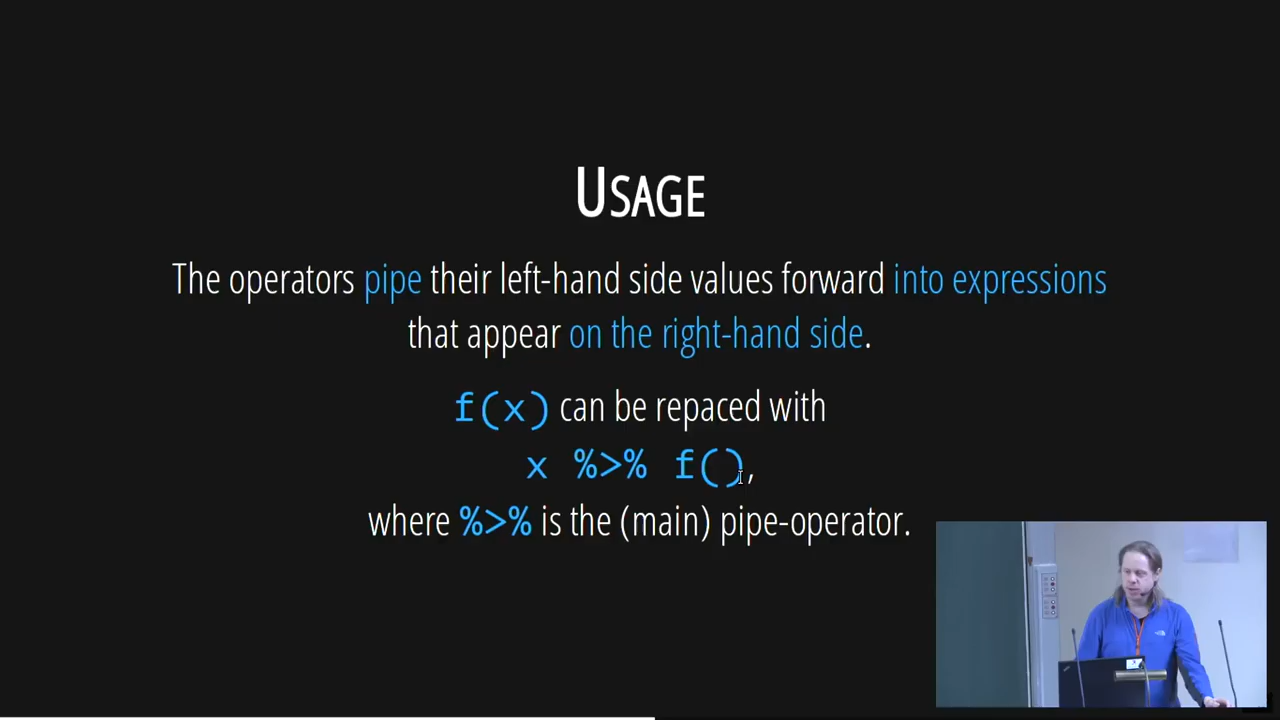 USAGE
The operators pipe their left-hand side values forward into expressions
that appear on the right-hand side.
f(x) can be repaced with
x %>% f(),
where %>% is the (main) pipe-operator.